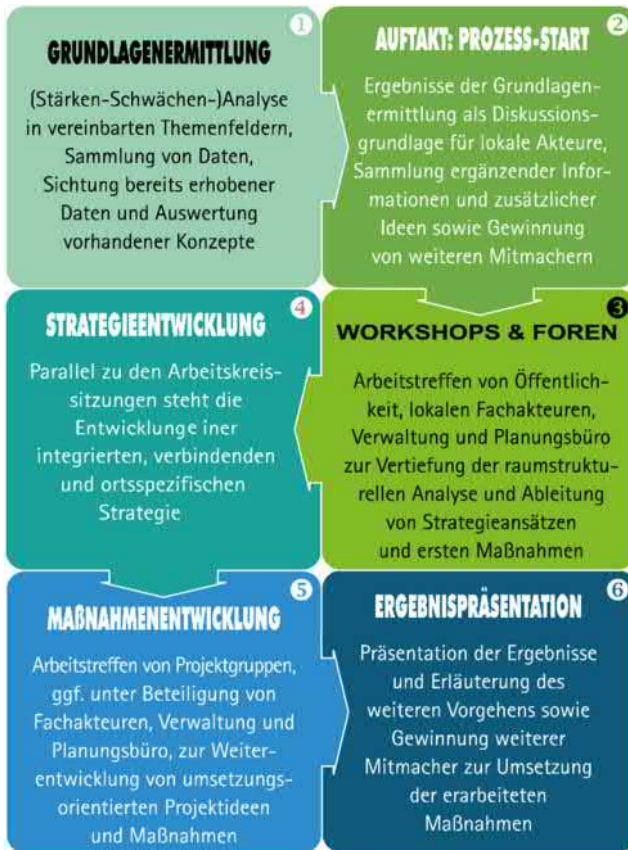 1
GRUNDLAGENERMITTLUNG
(Stärken-Schwächen-)Analyse
in vereinbarten Themenfeldern,
Sammlung von Daten,
Sichtung bereits erhobener
Daten und Auswertung
vorhandener Konzepte
2
AUFTAKT: PROZESS-START
Ergebnisse der Grundlagen-
ermittlung als Diskussions-
grundlage für lokale Akteure,
Sammlung ergänzender Infor-
mationen und zusätzlicher
Ideen sowie Gewinnung
von weiteren Mitmachern
3
WORKSHOPS & FOREN
Arbeitstreffen von Öffentlich-
keit, lokalen Fachakteuren,
Verwaltung und Planungsbüro
zur Vertiefung der raumstruktu-
rellen Analyse und Ableitung
von Strategieansätzen
und ersten Maßnahmen
4
STRATEGIEENTWICKLUNG
Parallel zu den Arbeitskreis-
sitzungen steht die
Entwicklunge iner
integrierten, verbindenden
und ortsspezifischen
Strategie
5
MAßNAHMENENTWICKLUNG
Arbeitstreffen von Projektgruppen,
ggf. unter Beteiligung von
Fachakteuren, Verwaltung und
Planungsbüro, zur Weiter-
entwicklung von umsetzungs-
orientierten Projektideen
und Maßnahmen
6
ERGEBNISPRÄSENTATION
Präsentation der Ergebnisse
und Erläuterung des
weiteren Vorgehens sowie
Gewinnung weiterer
Mitmacher zur Umsetzung
der erarbeiteten
Maßnahmen